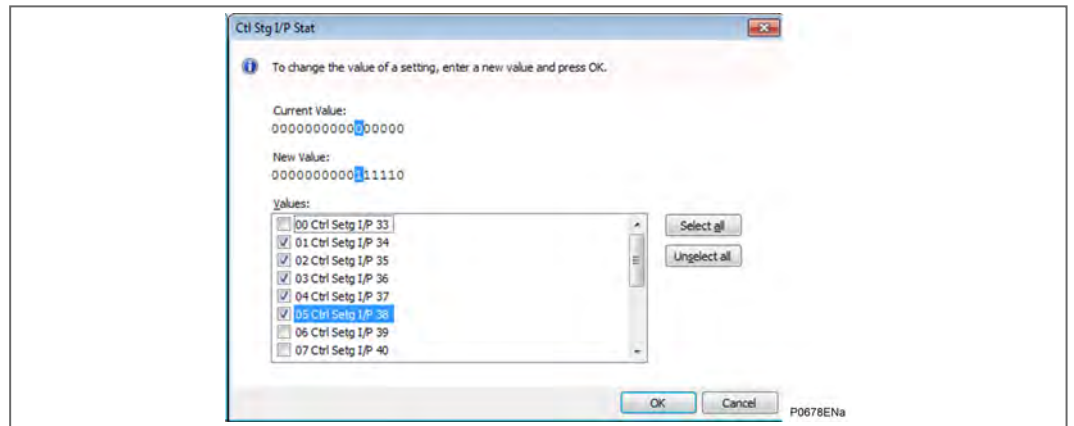 Ctl Stg I/P Stat
To change the value of a setting, enter a new value and press OK.
Current Value:
0000000000000000
New Value:
0000000000111110
Values:
00 Ctrl Setg I/P 33
01 Ctrl Setg I/P 34
02 Ctrl Setg I/P 35
03 Ctrl Setg I/P 36
04 Ctrl Setg I/P 37
05 Ctrl Setg I/P 38
06 Ctrl Setg I/P 39
07 Ctrl Setg I/P 40
Select all
Unselect all
OK
Cancel
P0678ENa